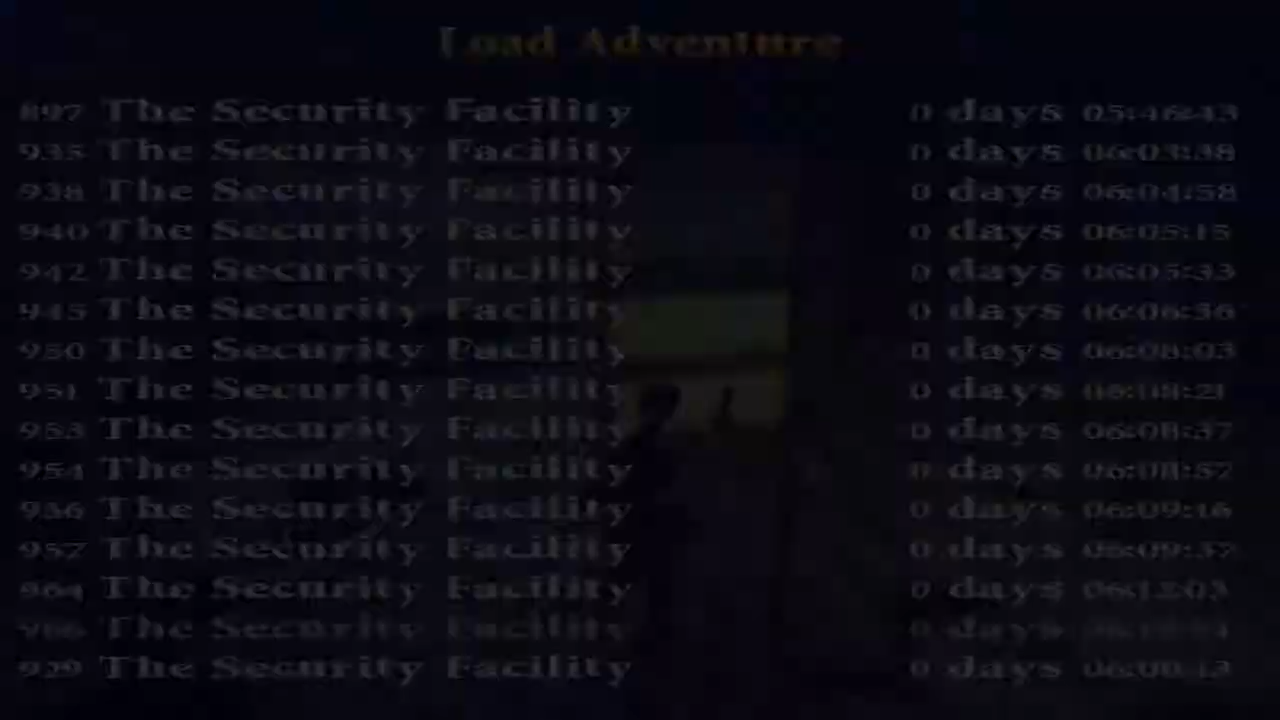 Load Adventure
897 The Security Facility 0 days 05:46:43
935 The Security Facility 0 days 06:03:38
938 The Security Facility 0 days 06:04:58
940 The Security Facility 0 days 06:05:15
942 The Security Facility 0 days 06:05:33
945 The Security Facility 0 days 06:06:36
950 The Security Facility 0 days 06:08:03
951 The Security Facility 0 days 06:08:21
953 The Security Facility 0 days 06:08:37
954 The Security Facility 0 days 06:08:57
956 The Security Facility 0 days 06:09:16
957 The Security Facility 0 days 06:09:37
964 The Security Facility 0 days 06:12:03
The Security Facility 0 days
929 The Security Facility 0 days 06:00:13